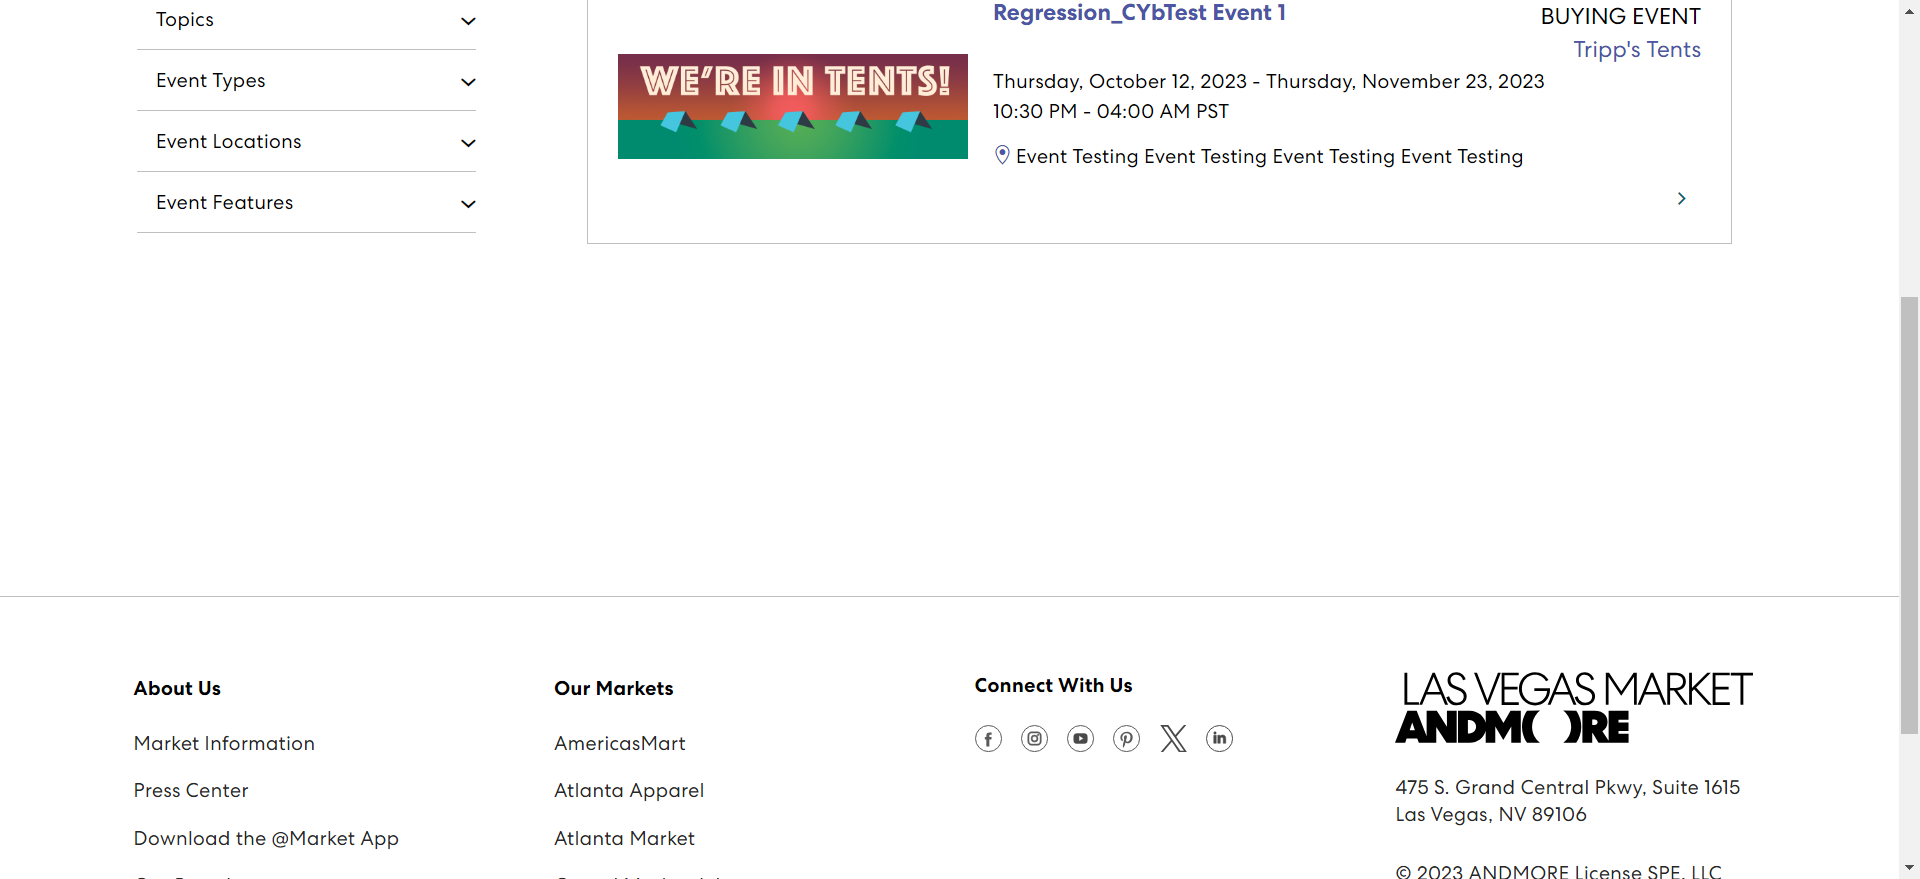 Topics
Event Types
Event Locations
Event Features
Regression_CYbTest Event 1
BUYING EVENT
Tripp's Tents
WE'RE IN TENTS!
Thursday, October 12, 2023 - Thursday, November 23, 2023
10:30 PM - 04:00 AM PST
Event Testing Event Testing Event Testing Event Testing
About Us
Market Information
Press Center
Download the @Market App
Our Markets
AmericasMart
Atlanta Apparel
Atlanta Market
Connect With Us
LAS VEGAS MARKET
ANDM( )RE
475 S. Grand Central Pkwy, Suite 1615
Las Vegas, NV 89106
© 2023 ANDMORE License SPE, LLC